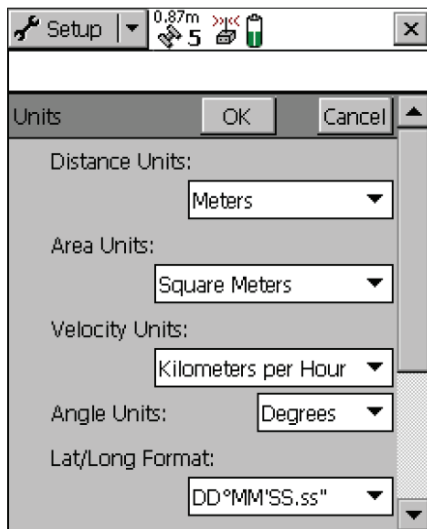 Setup 0.87m
5
Units OK Cancel
Distance Units:
Meters
Area Units:
Square Meters
Velocity Units:
Kilometers per Hour
Angle Units: Degrees
Lat/Long Format:
DD°MM'SS.ss"